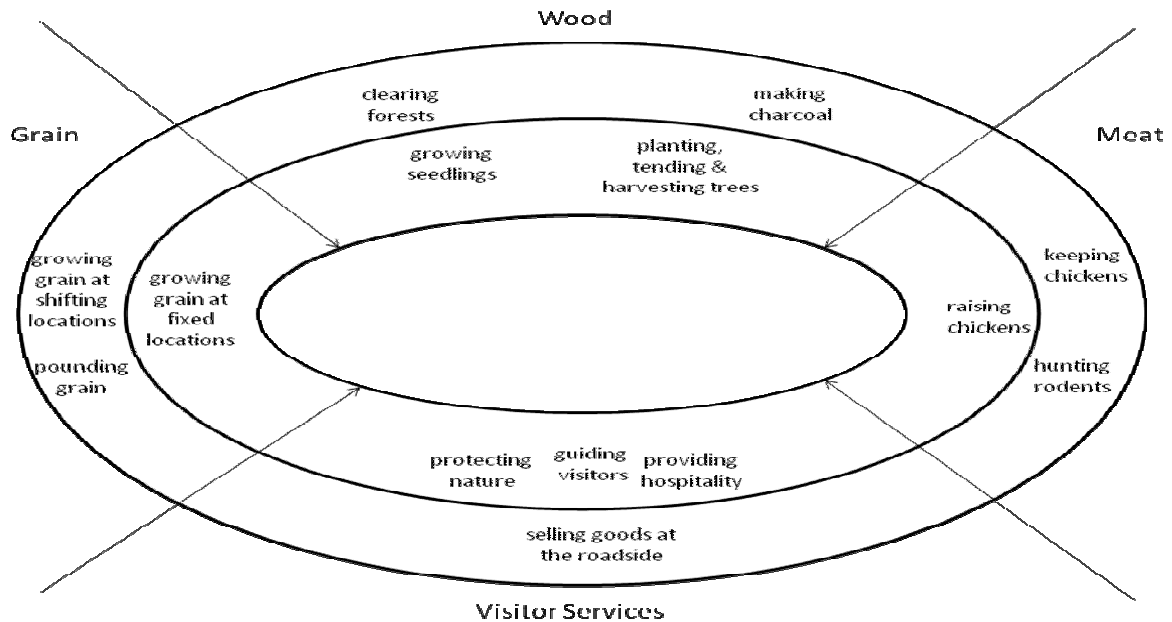 Wood
clearing
forests
making
charcoal
Grain
Meat
growing
seedlings
planting,
tending &
harvesting trees
growing
grain at
shifting
locations
growing
grain at
fixed
locations
keeping
chickens
raising
chickens
pounding
grain
hunting
rodents
protecting
nature
guiding
visitors
providing
hospitality
selling goods at
the roadside
Visitor Services